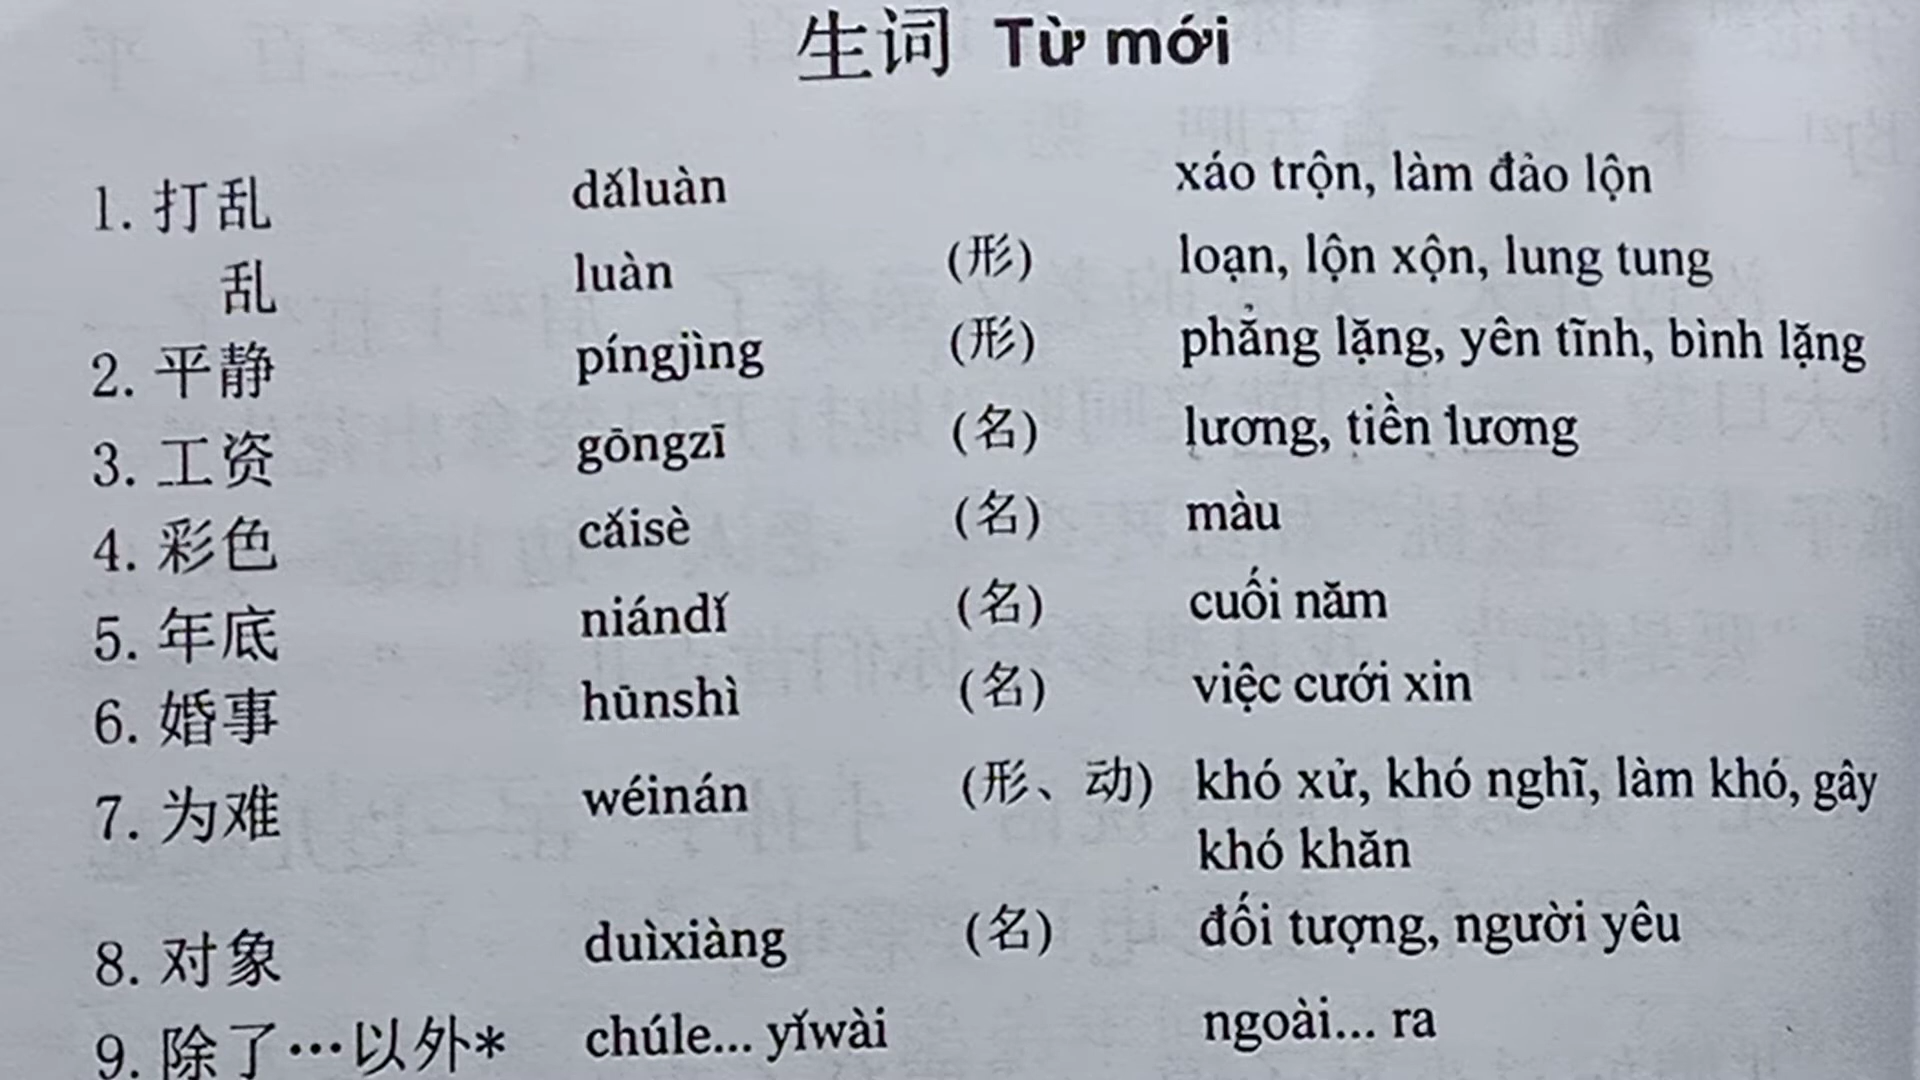 生词 Từ mới
1. 打乱 dǎluàn xáo trộn, làm đảo lộn
乱 luàn (形) loạn, lộn xộn, lung tung
2. 平静 píngjìng (形) phẳng lặng, yên tĩnh, bình lặng
3. 工资 gōngzī (名) lương, tiền lương
4. 彩色 cǎisè (名) màu
5. 年底 niándǐ (名) cuối năm
6. 婚事 hūnshì (名) việc cưới xin
7. 为难 wéinán (形、动) khó xử, khó nghĩ, làm khó, gây
khó khăn
8. 对象 duìxiàng (名) đối tượng, người yêu
9. 除了…以外* chúle... yǐwài ngoài... ra